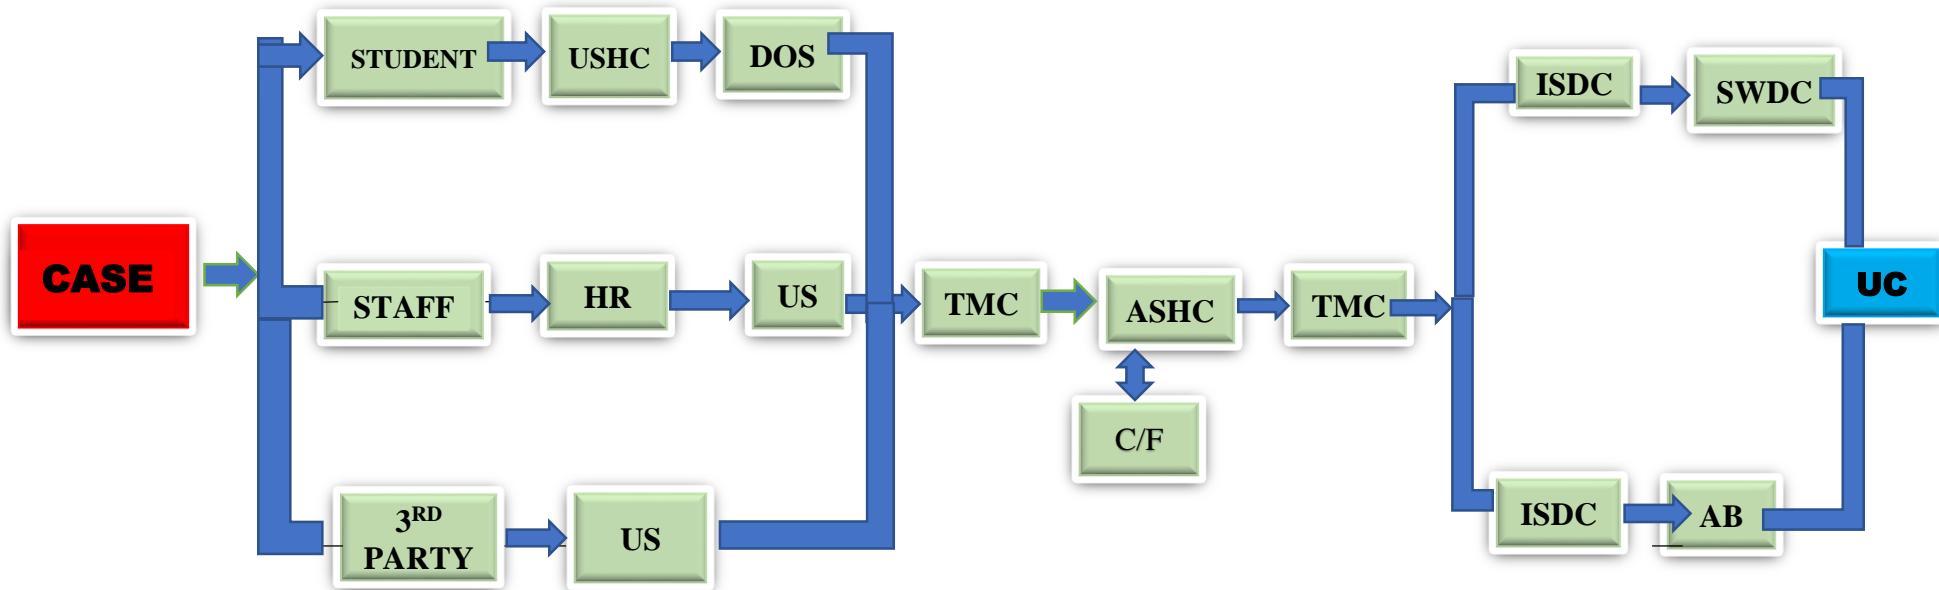 CASE
STUDENT
USHC
DOS
STAFF
HR
US
3RD
PARTY
US
TMC
ASHC
C/F
TMC
ISDC
SWDC
ISDC
AB
UC